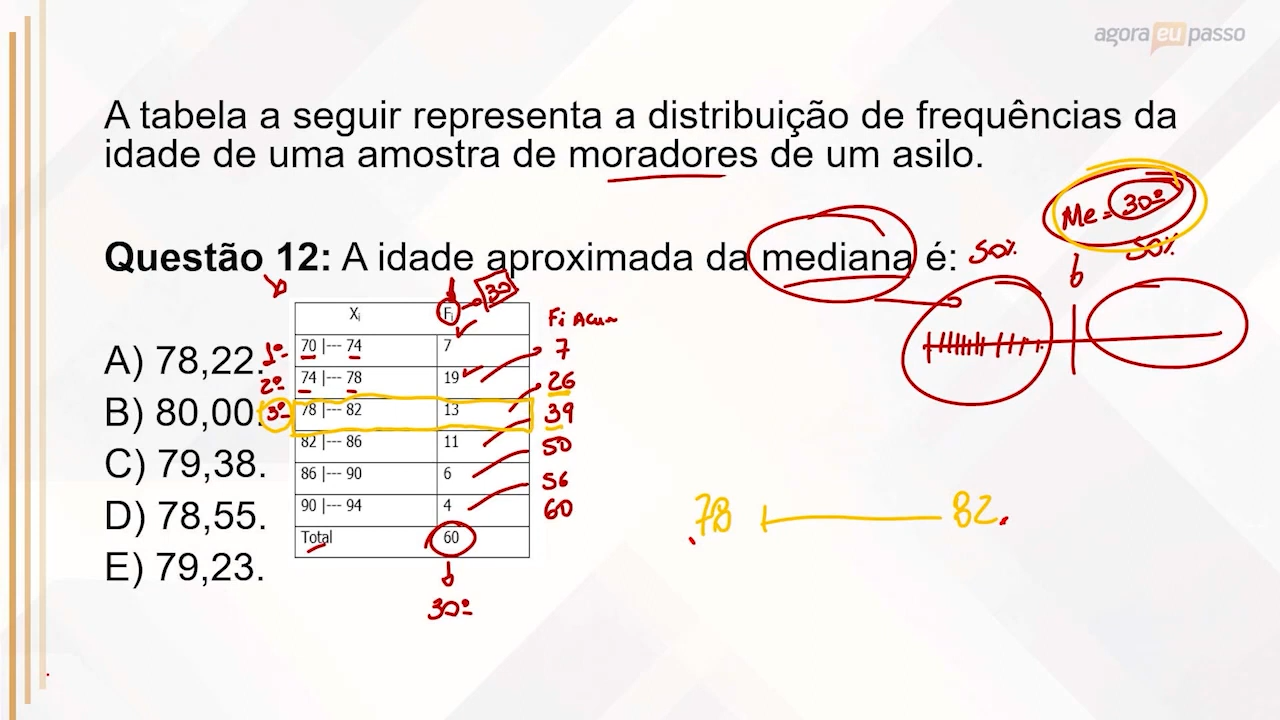 agora eu passo
A tabela a seguir representa a distribuição de frequências da
idade de uma amostra de moradores de um asilo.
Me = 30º
Questão 12: A idade aproximada da mediana é: 50% 50%
30
Xᵢ Fᵢ Fi Acum
A) 78,22. 1º 70 |--- 74 7 7
2º 74 |--- 78 19 26
B) 80,00. 3º 78 |--- 82 13 39
82 |--- 86 11 50
C) 79,38. 86 |--- 90 6 56
D) 78,55. 90 |--- 94 4 60
78 82
Total 60
E) 79,23.
30º